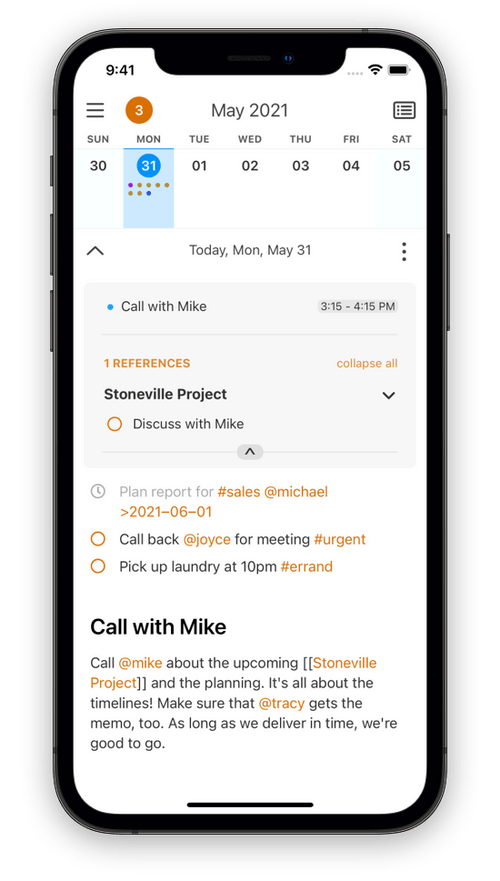 9:41
3 May 2021
SUN MON TUE WED THU FRI SAT
30 31 01 02 03 04 05
Today, Mon, May 31
Call with Mike 3:15 - 4:15 PM
1 REFERENCES collapse all
Stoneville Project
Discuss with Mike
Plan report for #sales @michael
>2021–06–01
Call back @joyce for meeting #urgent
Pick up laundry at 10pm #errand
Call with Mike
Call @mike about the upcoming [[Stoneville
Project]] and the planning. It's all about the
timelines! Make sure that @tracy gets the
memo, too. As long as we deliver in time, we're
good to go.